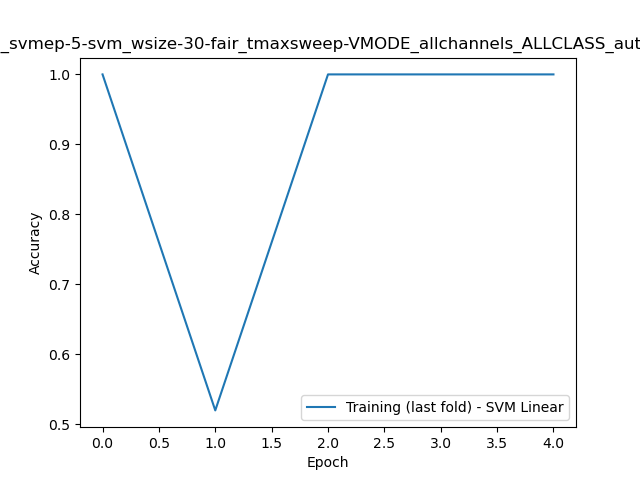 _svmep-5-svm_wsize-30-fair_tmaxsweep-VMODE_allchannels_ALLCLASS_aut
1.0
0.9
0.8
0.7
0.6
0.5
Accuracy
Training (last fold) - SVM Linear
0.0 0.5 1.0 1.5 2.0 2.5 3.0 3.5 4.0
Epoch